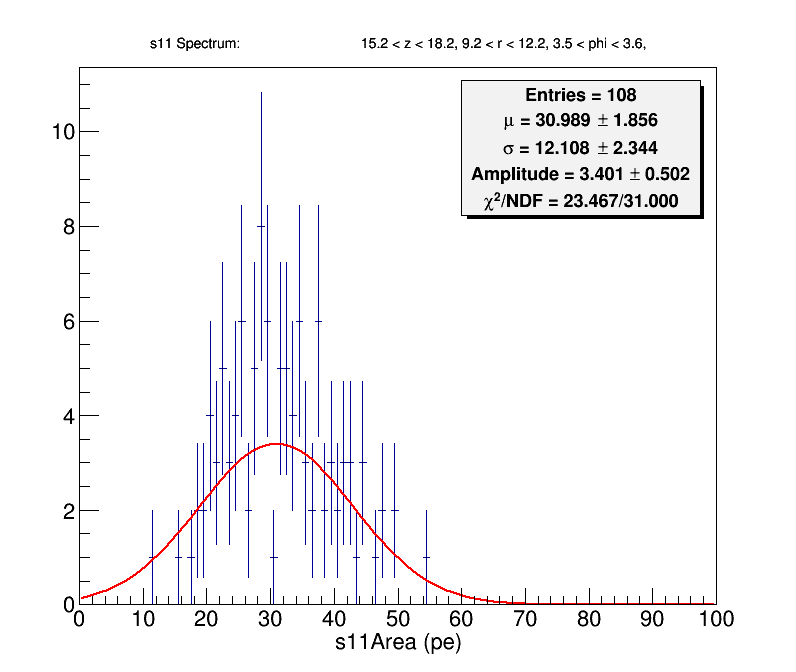 s11 Spectrum: 15.2 < z < 18.2, 9.2 < r < 12.2, 3.5 < phi < 3.6,
Entries = 108
μ = 30.989 ± 1.856
σ = 12.108 ± 2.344
Amplitude = 3.401 ± 0.502
χ²/NDF = 23.467/31.000
10
8
6
4
2
0
0 10 20 30 40 50 60 70 80 90 100
s11Area (pe)